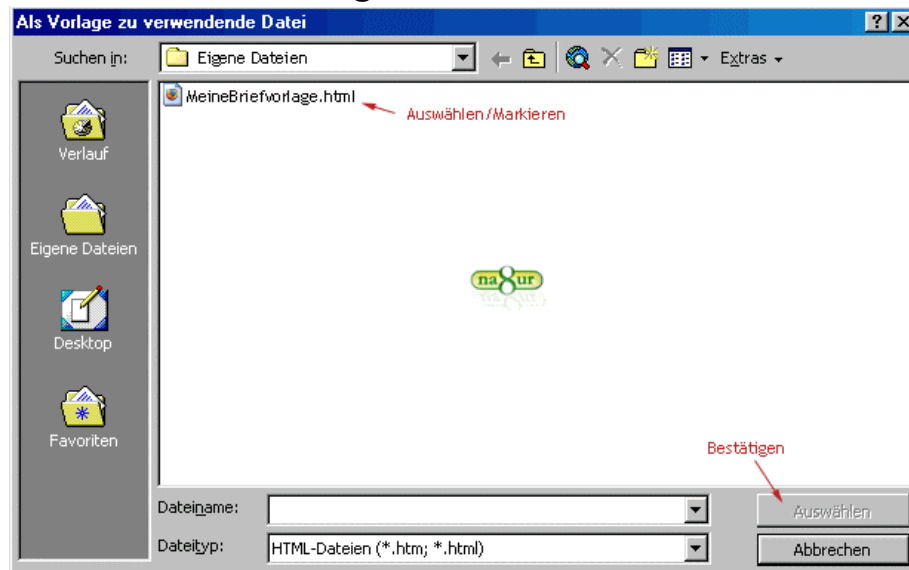 Als Vorlage zu verwendende Datei
Suchen in: Eigene Dateien Extras
MeineBriefvorlage.html
Auswählen/Markieren
Verlauf
Eigene Dateien
na8ur
Desktop
Favoriten
Bestätigen
Dateiname: Auswählen
Dateityp: HTML-Dateien (*.htm; *.html) Abbrechen